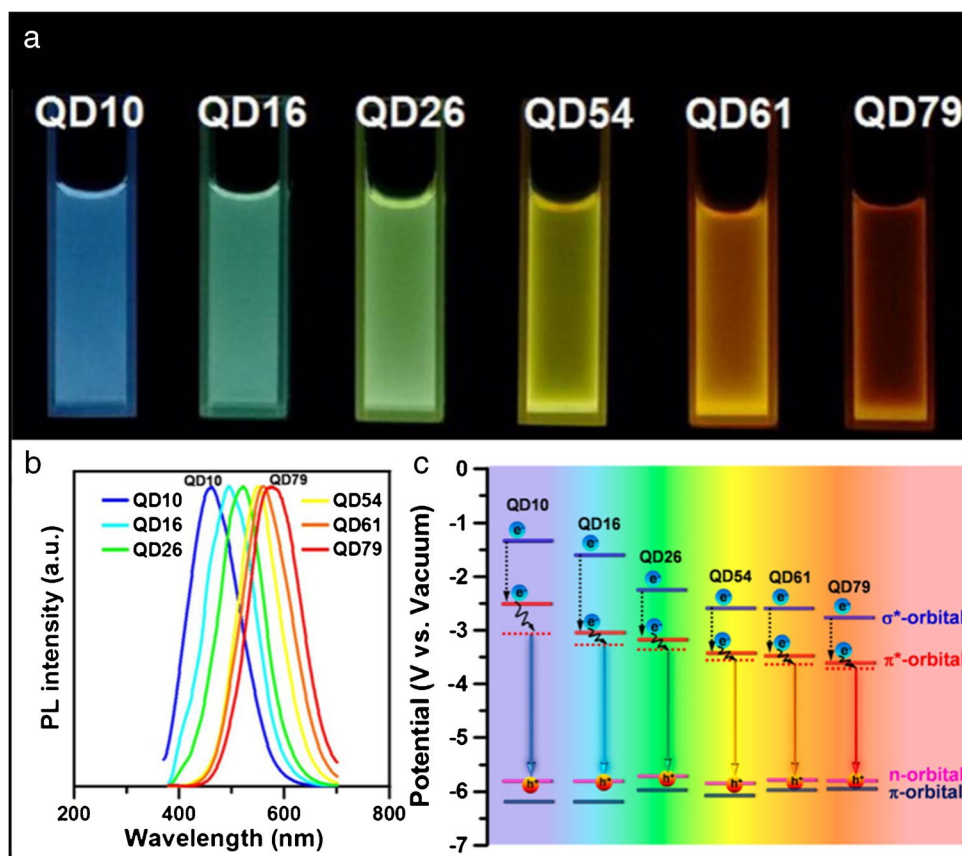 a
QD10 QD16 QD26 QD54 QD61 QD79
b
PL intensity (a.u.)
QD10 QD79
QD10 QD54
QD16 QD61
QD26 QD79
200 400 600 800
Wavelength (nm)
c
Potential (V vs. Vacuum)
0
-1
-2
-3
-4
-5
-6
-7
QD10
QD16
QD26
QD54
QD61
QD79
e⁻ e⁻ e⁻ e⁻ e⁻ e⁻
e⁻ e⁻ e⁻ e⁻ e⁻ e⁻
h⁺ h⁺ h⁺ h⁺ h⁺ h⁺
σ*-orbital
π*-orbital
n-orbital
π-orbital